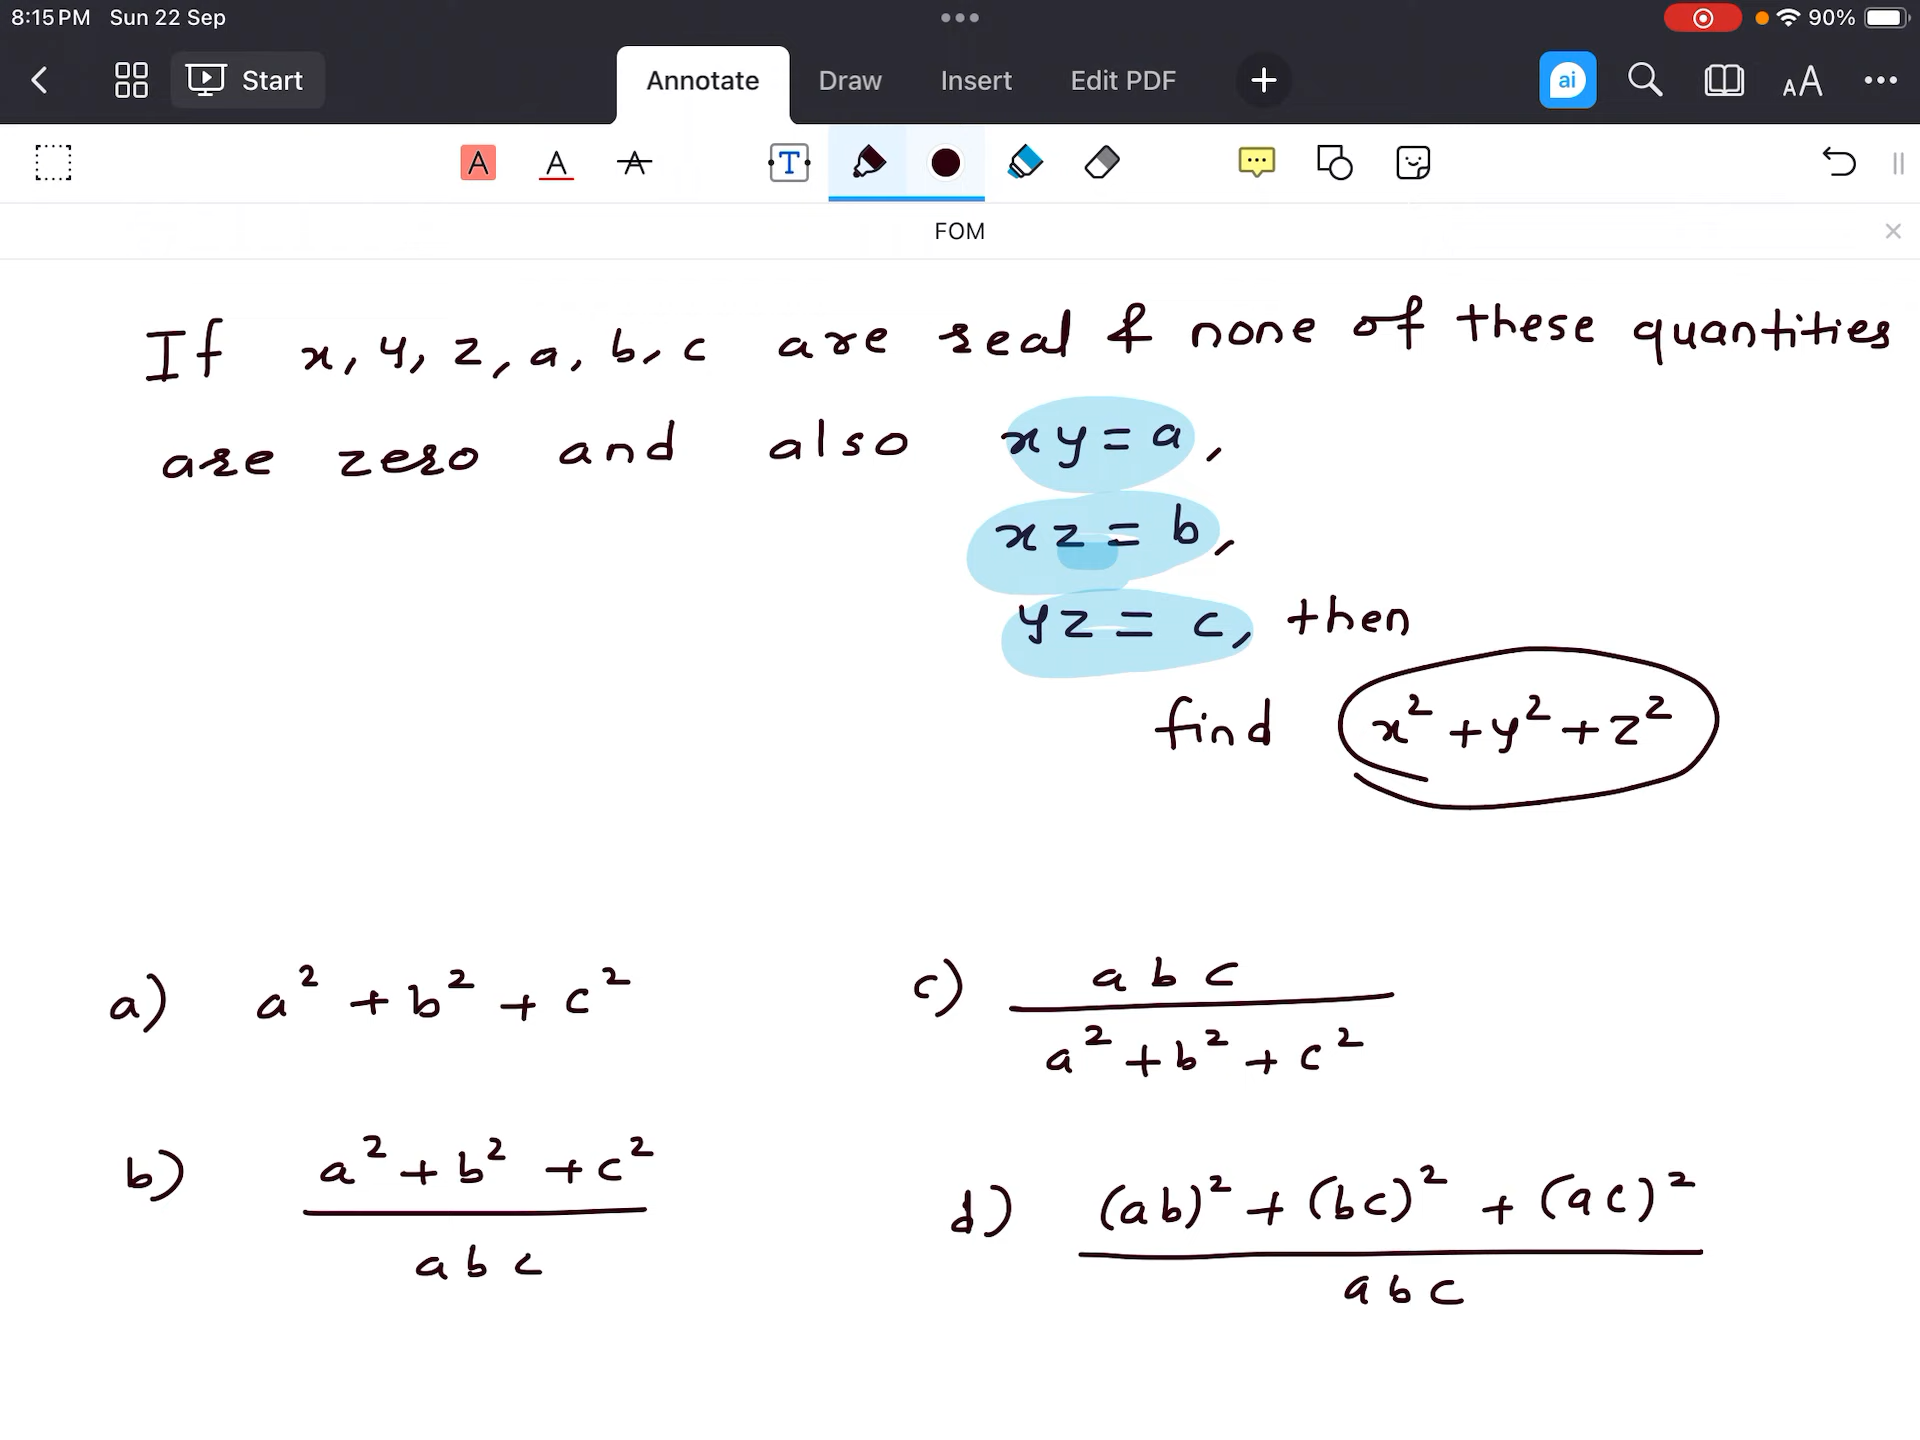 8:15 PM Sun 22 Sep 90%
Start Annotate Draw Insert Edit PDF ai AA
A A A T
FOM
If x, y, z, a, b, c are real & none of these quantities
are zero and also xy = a,
xz = b,
yz = c, then
find x² + y² + z²
a) a² + b² + c²
c) abc / a² + b² + c²
b) a² + b² + c² / abc
d) (ab)² + (bc)² + (ac)² / abc